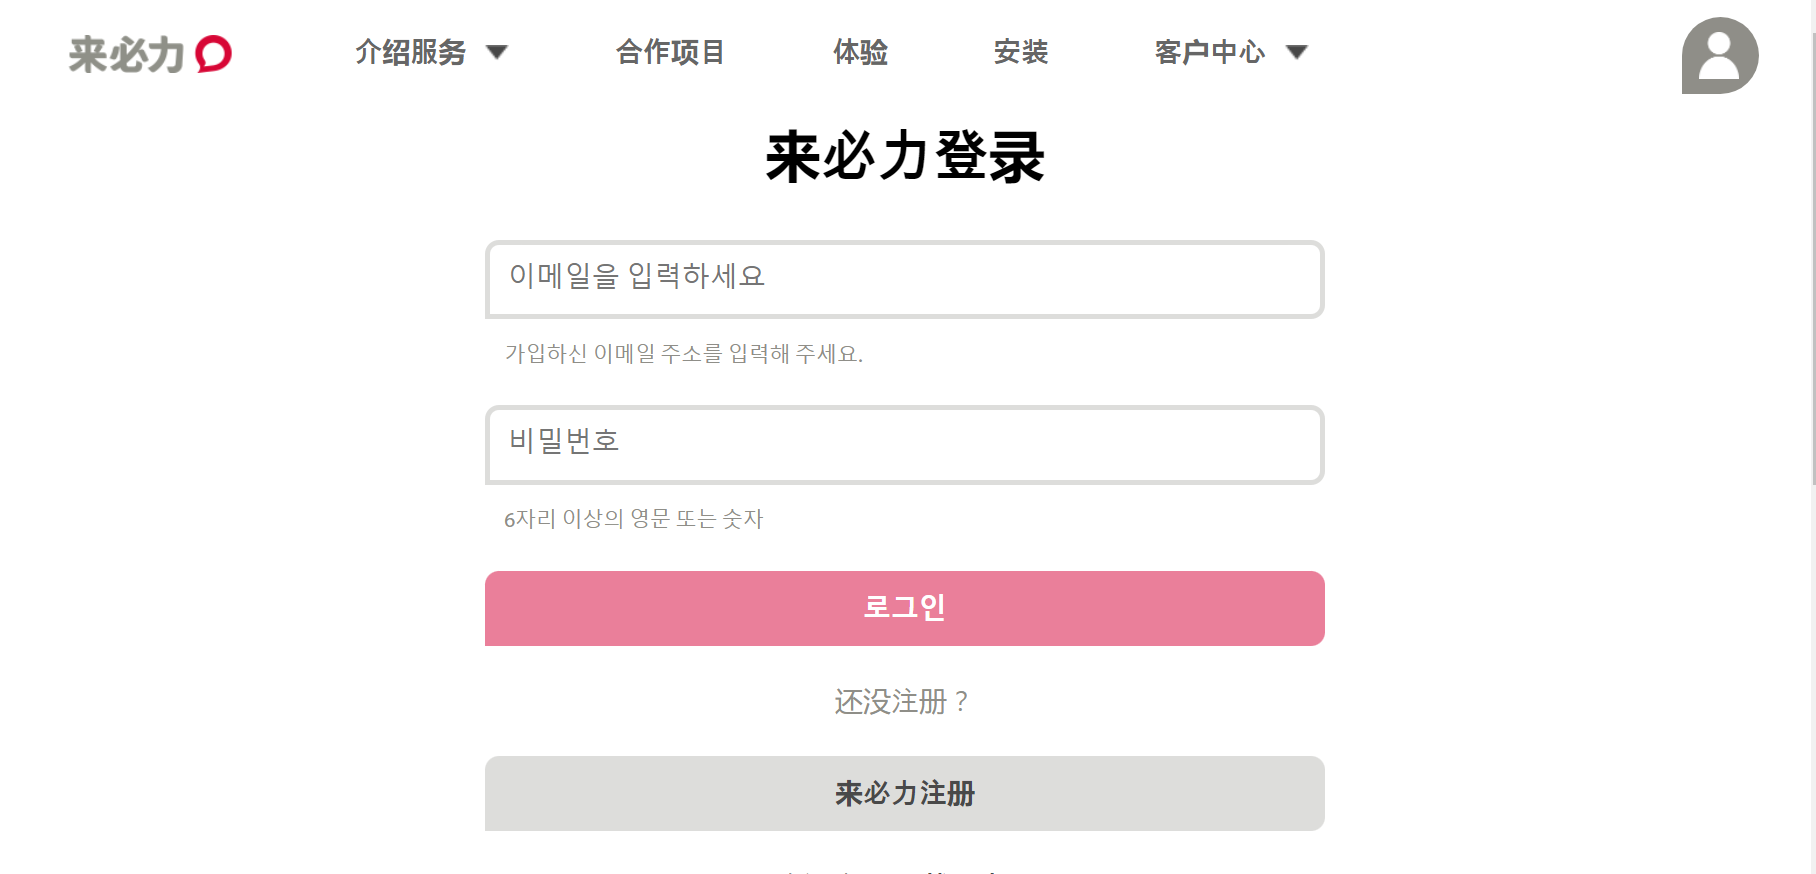 来必力
介绍服务 合作项目 体验 安装 客户中心
来必力登录
이메일을 입력하세요
가입하신 이메일 주소를 입력해 주세요.
비밀번호
6자리 이상의 영문 또는 숫자
로그인
还没注册？
来必力注册